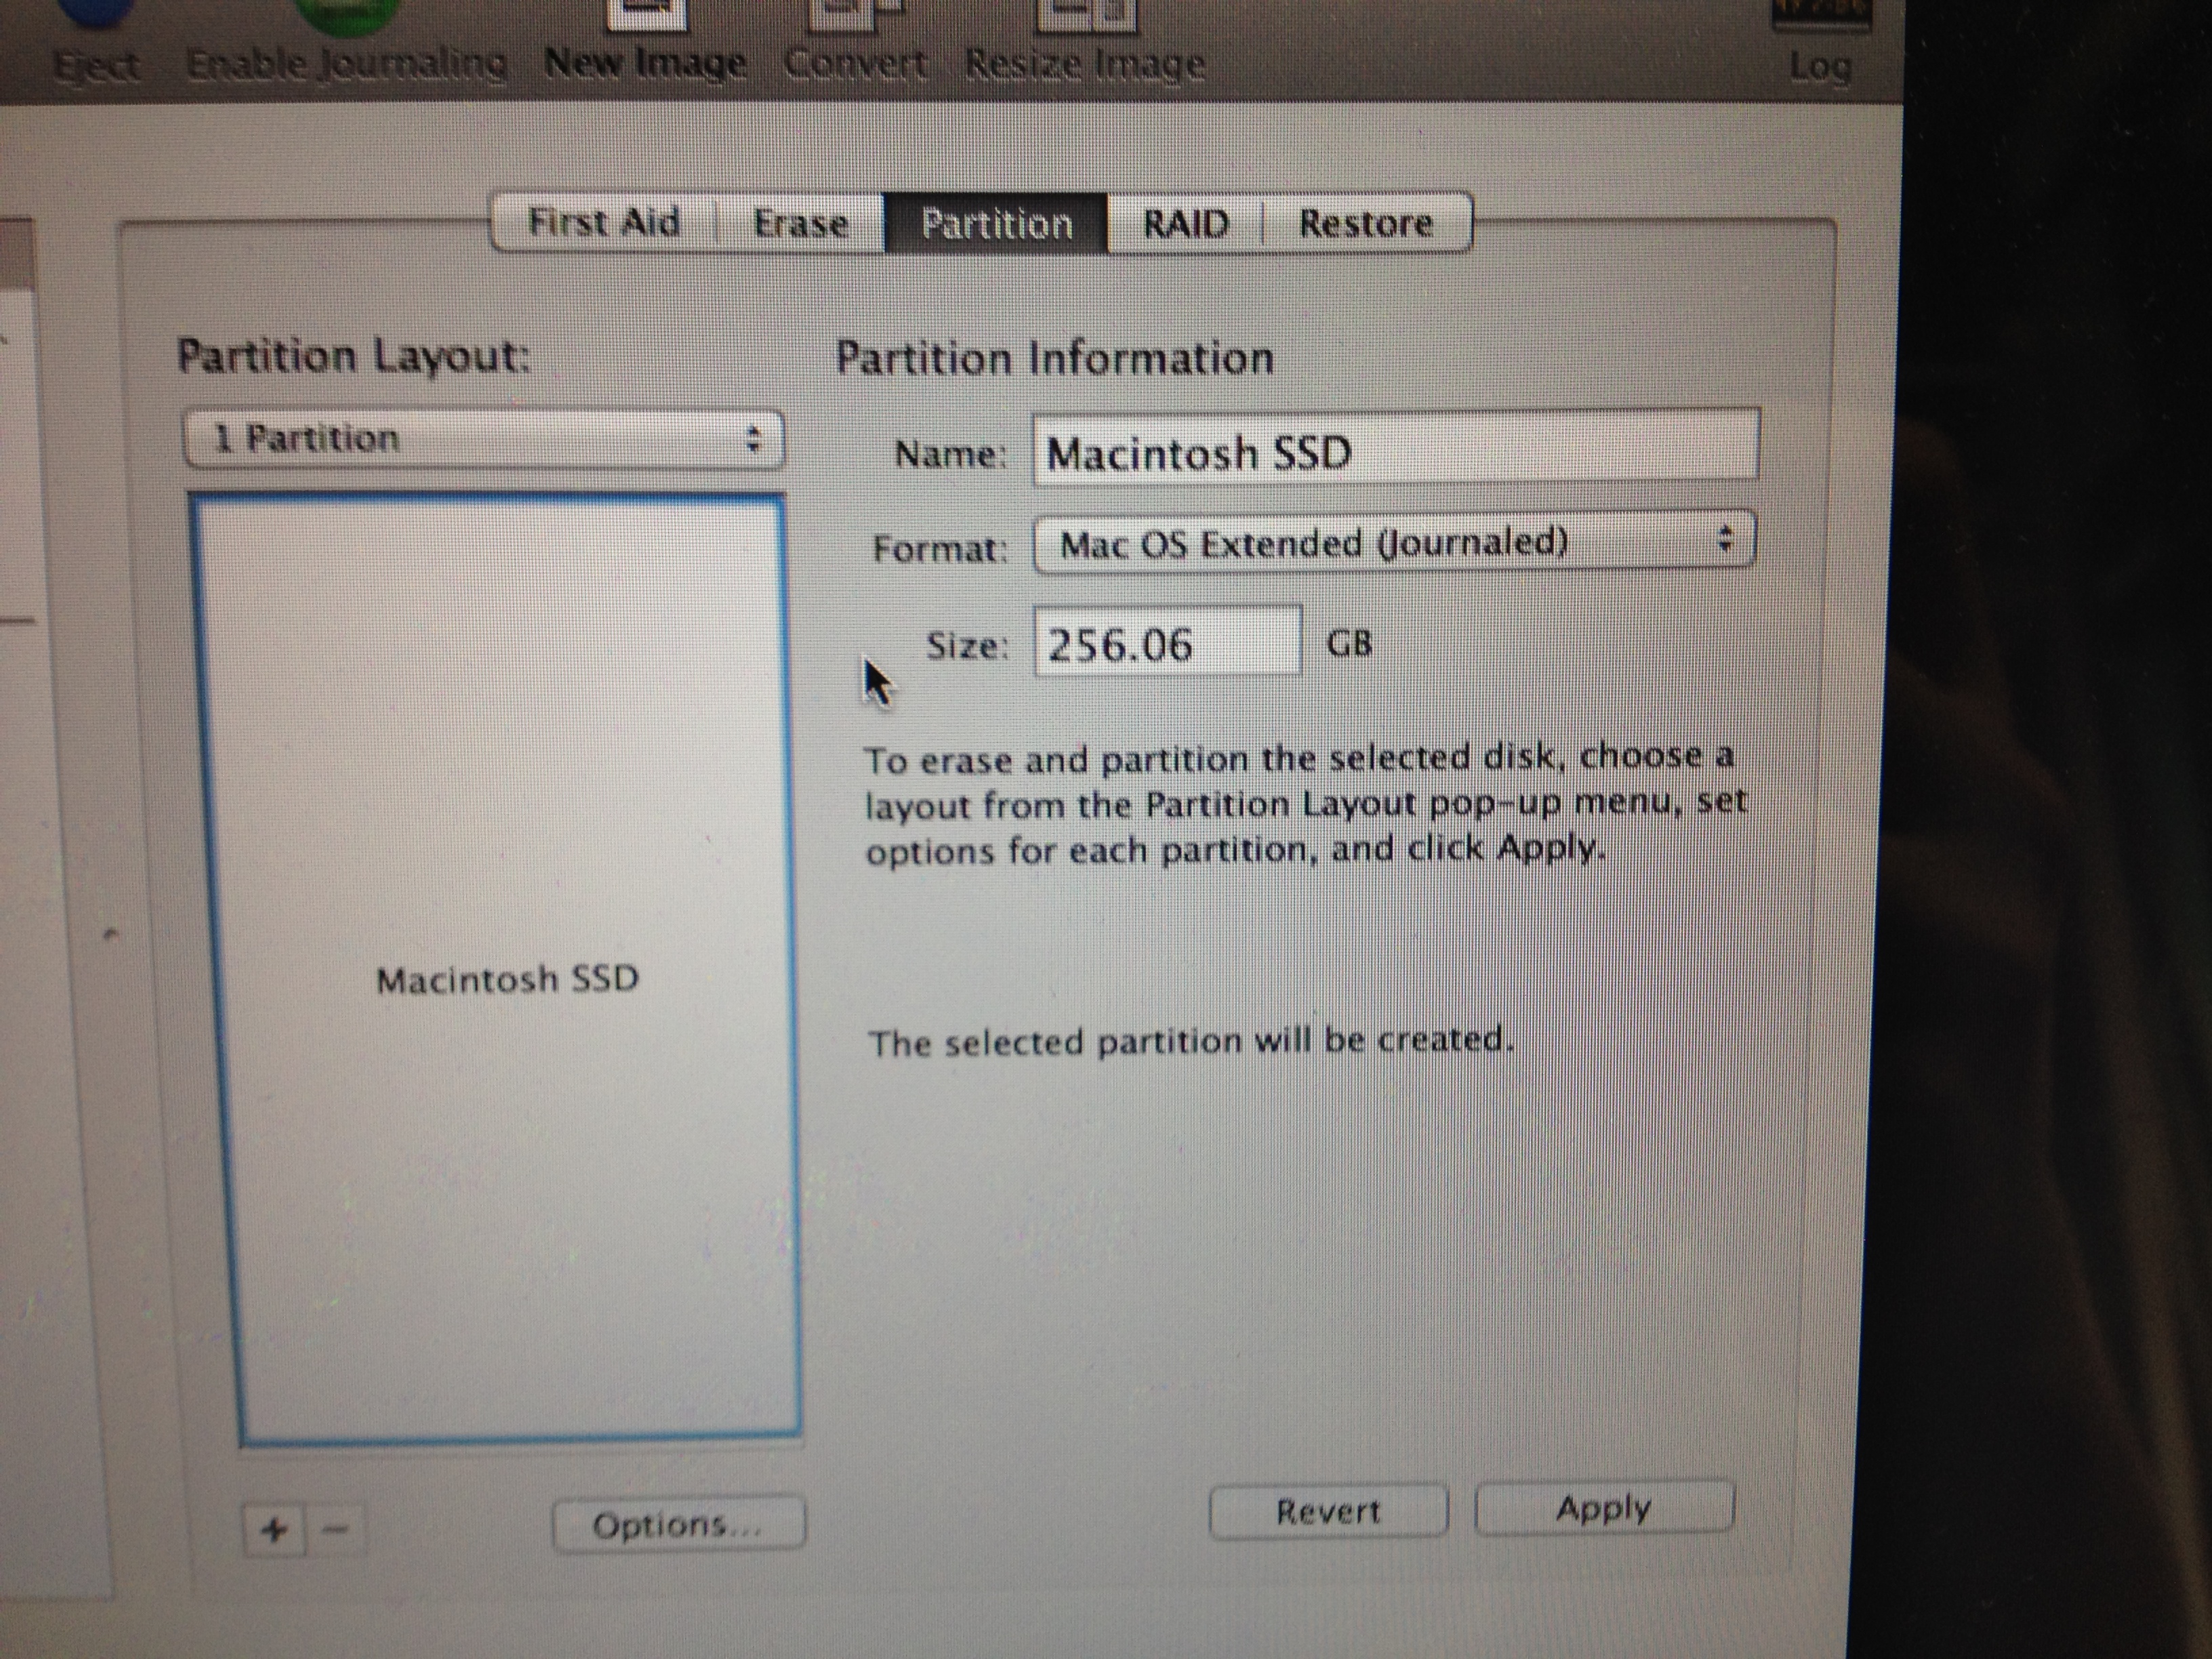 Eject Enable Journaling New Image Convert Resize Image Log
First Aid Erase Partition RAID Restore
Partition Layout:
1 Partition
Macintosh SSD
+ −
Options...
Partition Information
Name: Macintosh SSD
Format: Mac OS Extended (Journaled)
Size: 256.06 GB
To erase and partition the selected disk, choose a
layout from the Partition Layout pop-up menu, set
options for each partition, and click Apply.
The selected partition will be created.
Revert Apply